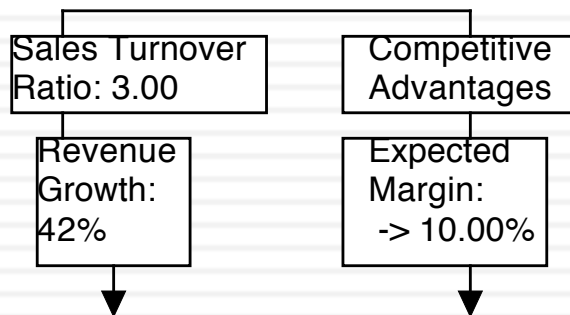 Sales Turnover
Ratio: 3.00
Competitive
Advantages
Revenue
Growth:
42%
Expected
Margin:
-> 10.00%